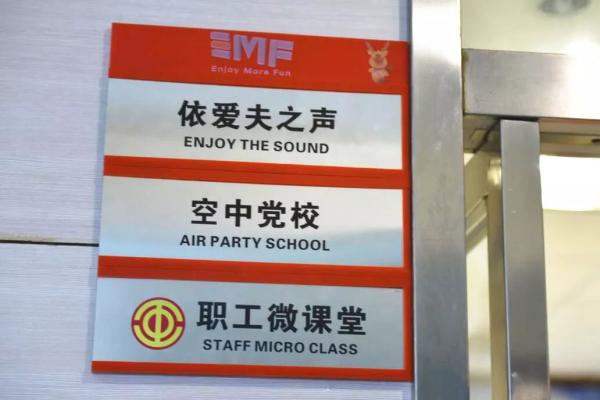 EMF
Enjoy More Fun
依爱夫之声
ENJOY THE SOUND
空中党校
AIR PARTY SCHOOL
职工微课堂
STAFF MICRO CLASS